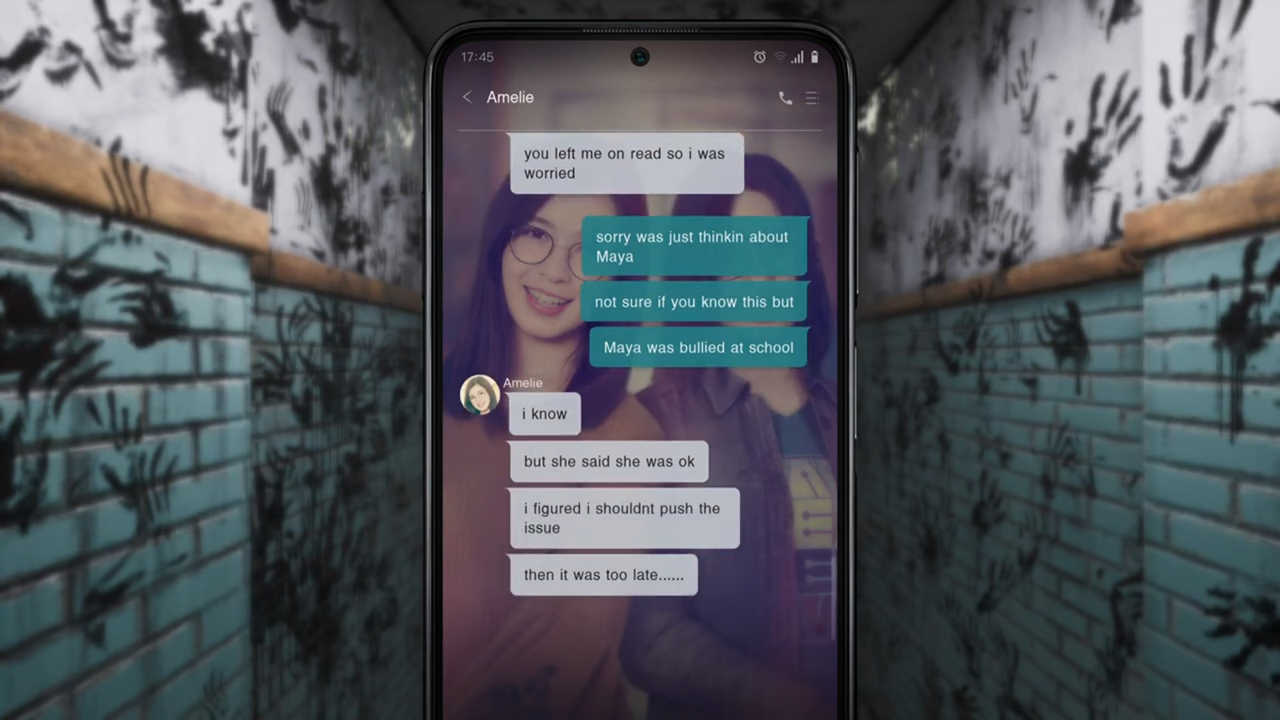 17:45
Amelie
you left me on read so i was
worried
sorry was just thinkin about
Maya
not sure if you know this but
Maya was bullied at school
Amelie
i know
but she said she was ok
i figured i shouldnt push the
issue
then it was too late......